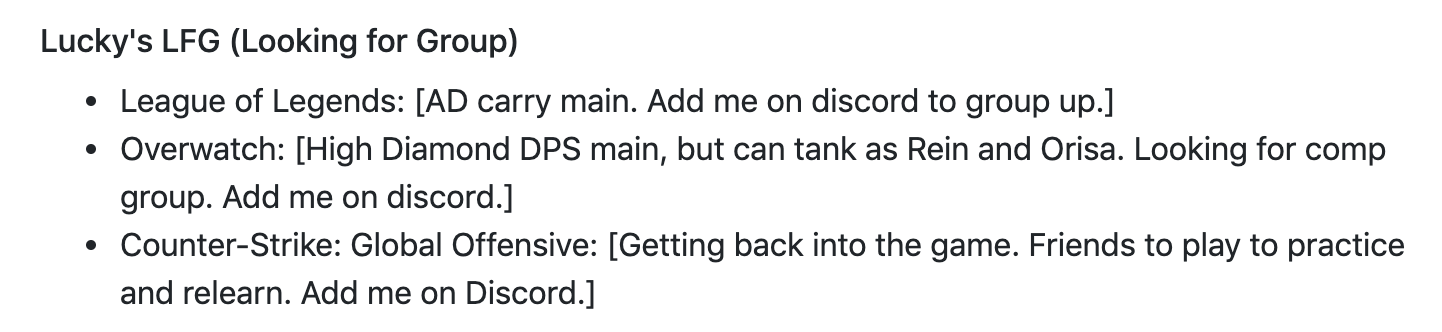 Lucky's LFG (Looking for Group)
• League of Legends: [AD carry main. Add me on discord to group up.]
• Overwatch: [High Diamond DPS main, but can tank as Rein and Orisa. Looking for comp
group. Add me on discord.]
• Counter-Strike: Global Offensive: [Getting back into the game. Friends to play to practice
and relearn. Add me on Discord.]